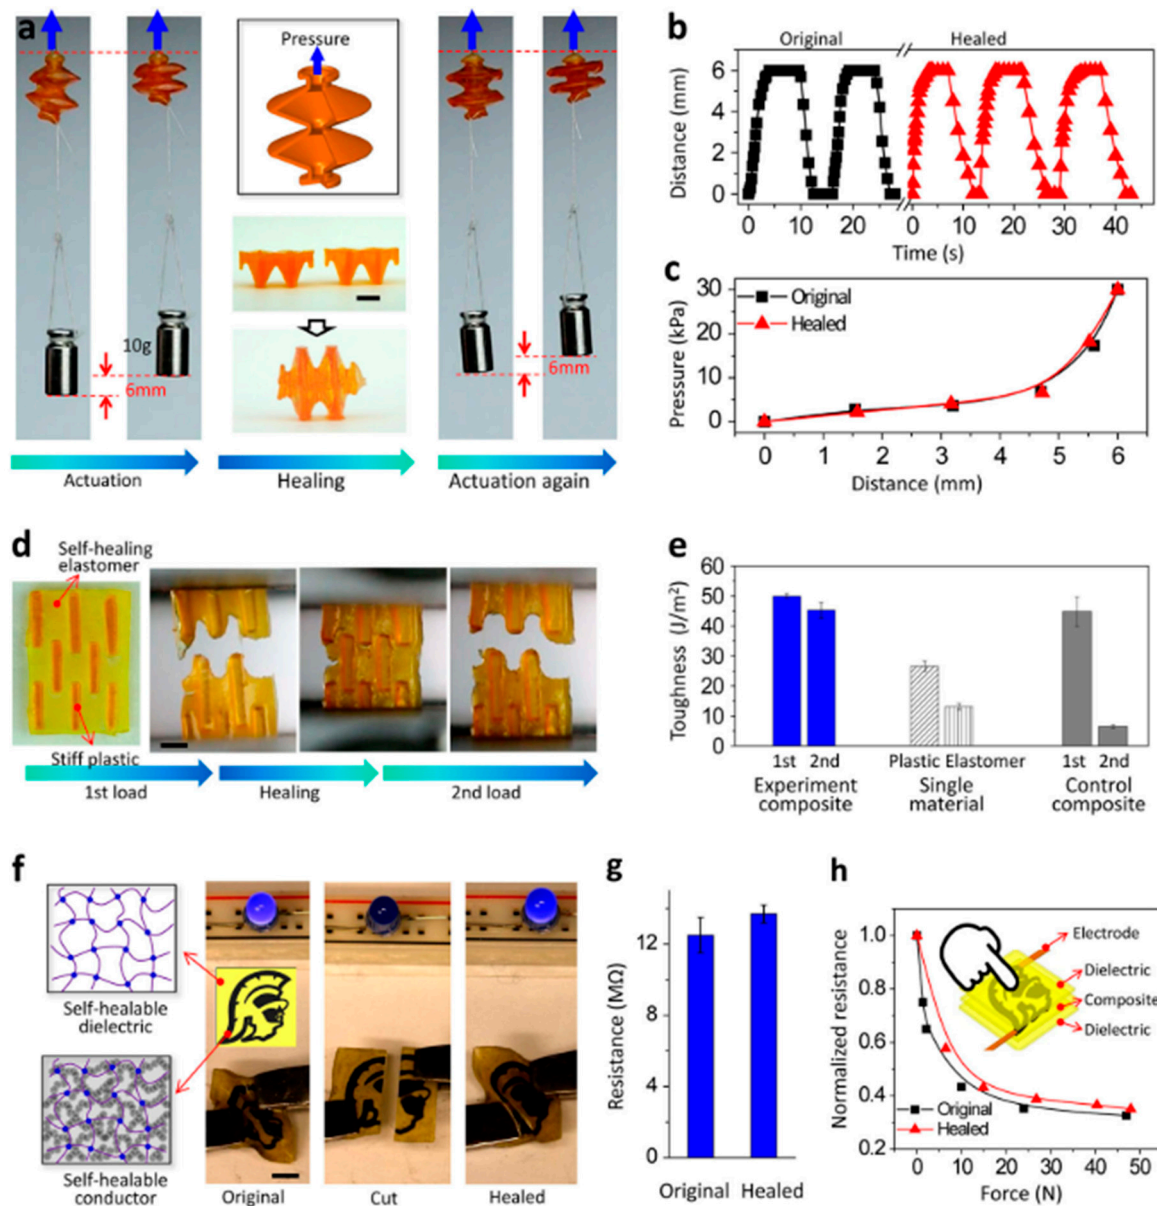 a
Pressure
10g
6mm
6mm
Actuation
Healing
Actuation again
b
Original
Healed
Distance (mm)
6
4
2
0
0 10 20 0 10 20 30 40
Time (s)
c
Original
Healed
Pressure (kPa)
30
20
10
0
0 1 2 3 4 5 6
Distance (mm)
d
Self-healing
elastomer
Stiff plastic
1st load
Healing
2nd load
e
Toughness (J/m²)
60
50
40
30
20
10
0
1st 2nd Plastic Elastomer 1st 2nd
Experiment Single Control
composite material composite
f
Self-healable
dielectric
Self-healable
conductor
Original
Cut
Healed
g
Resistance (MΩ)
12
8
4
0
Original Healed
h
Normalized resistance
1.0
0.8
0.6
0.4
0.2
Electrode
Dielectric
Composite
Dielectric
Original
Healed
0 10 20 30 40 50
Force (N)